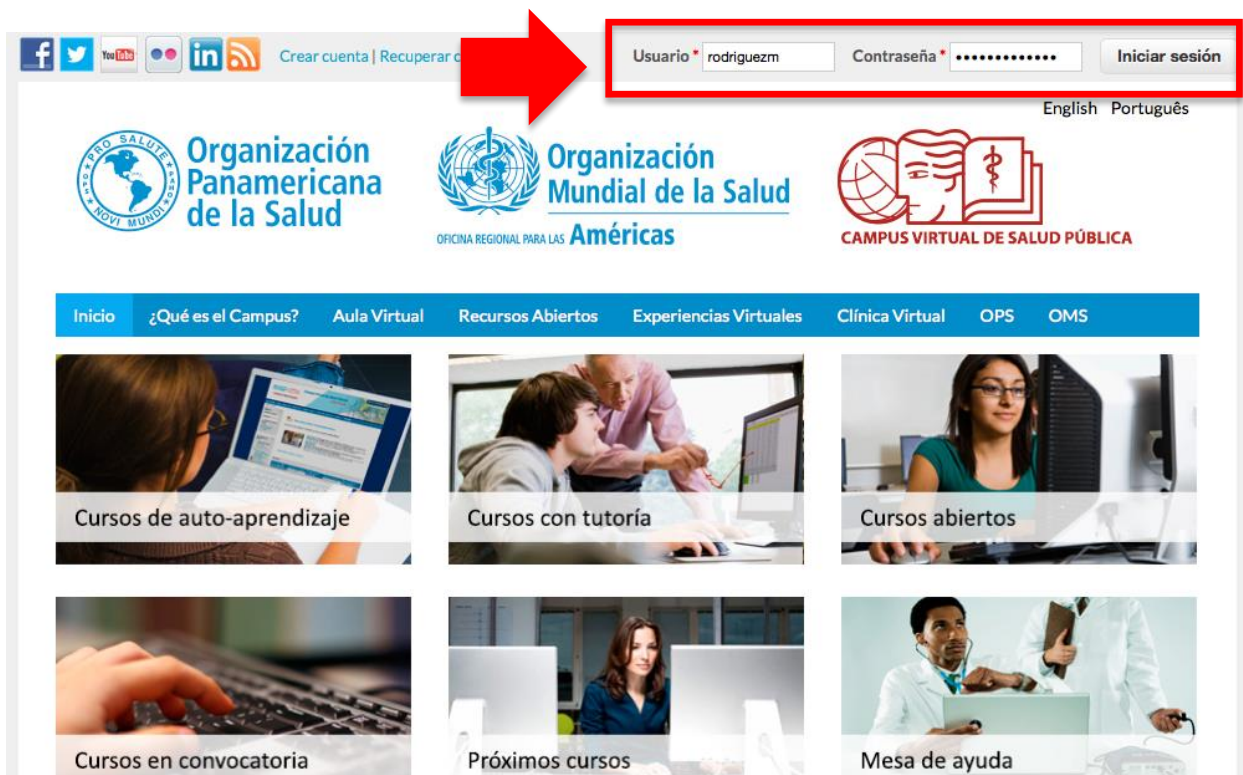 You Tube
in
Crear cuenta | Recuperar
Usuario * rodriguezm Contraseña * ••••••••••••• Iniciar sesión
English Português
PRO SALUTE
NOVI MUNDI
Organización
Panamericana
de la Salud
Organización
Mundial de la Salud
OFICINA REGIONAL PARA LAS Américas
CAMPUS VIRTUAL DE SALUD PÚBLICA
Inicio ¿Qué es el Campus? Aula Virtual Recursos Abiertos Experiencias Virtuales Clínica Virtual OPS OMS
Cursos de auto-aprendizaje
Cursos con tutoría
Cursos abiertos
Cursos en convocatoria
Próximos cursos
Mesa de ayuda